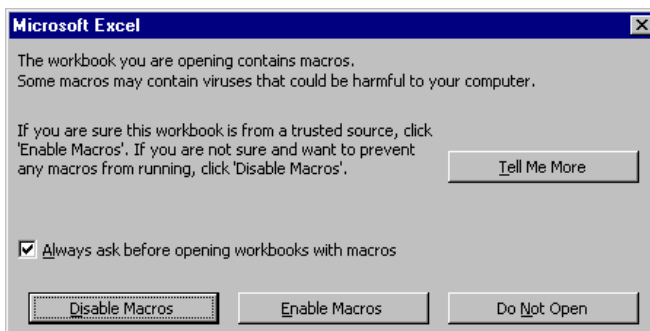 Microsoft Excel
The workbook you are opening contains macros.
Some macros may contain viruses that could be harmful to your computer.
If you are sure this workbook is from a trusted source, click
'Enable Macros'. If you are not sure and want to prevent
any macros from running, click 'Disable Macros'.
Tell Me More
Always ask before opening workbooks with macros
Disable Macros
Enable Macros
Do Not Open